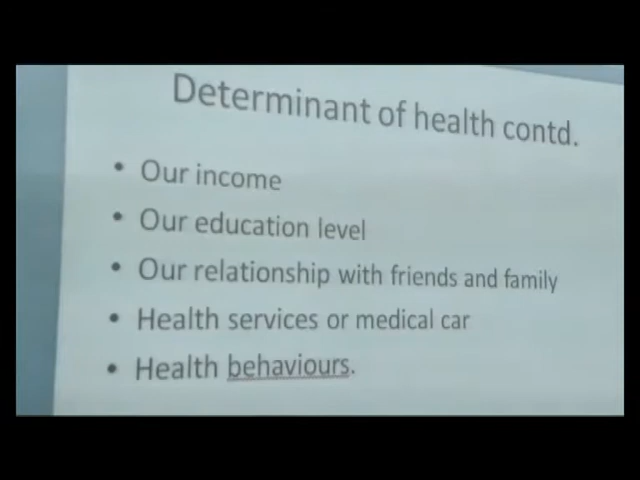 Determinant of health contd.
• Our income
• Our education level
• Our relationship with friends and family
• Health services or medical car
• Health behaviours.